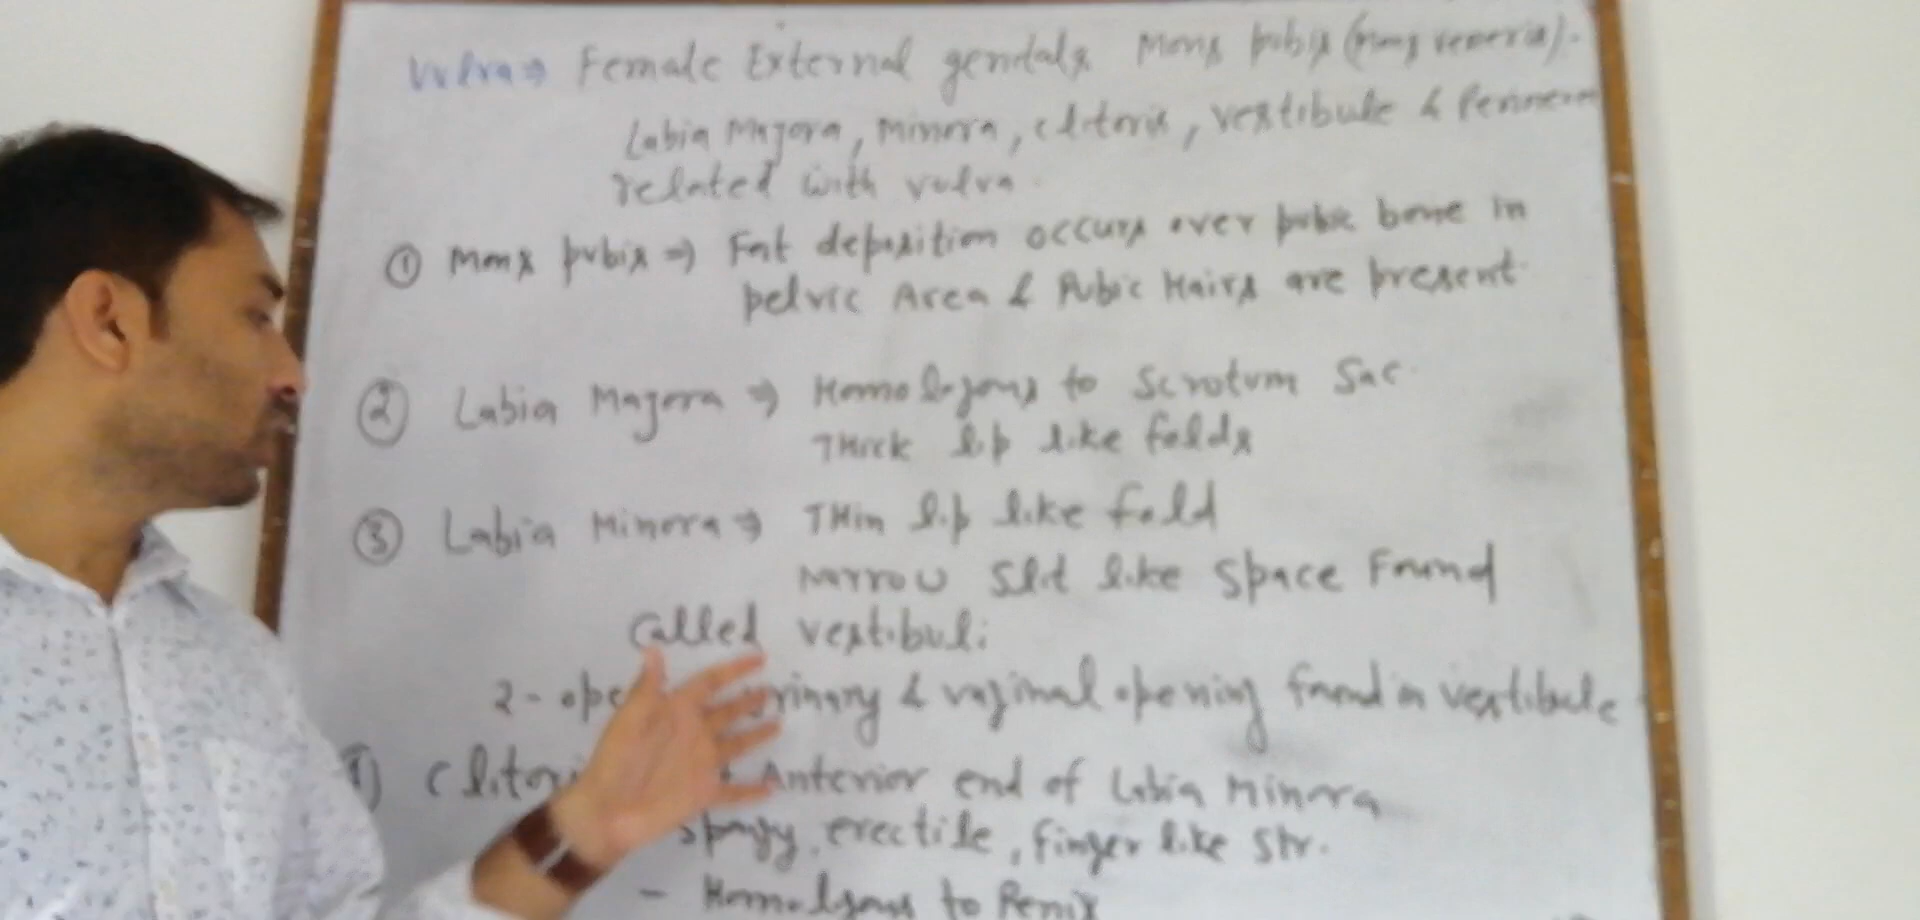 Vulva ⇒ Female External genitals. Mons pubis (mons veneris).
Labia Majora, Minora, clitoris, vestibule & Perineum
related with vulva.
① Mons pubis ⇒ Fat deposition occurs over pubic bone in
pelvic Area & Pubic Hairs are present.
② Labia Majora ⇒ Homologous to Scrotum Sac.
Thick lip like folds
③ Labia Minora ⇒ Thin lip like fold
narrow Slit like Space Found
Called vestibule:
2 - urinary & vaginal opening found in vestibule
Anterior end of Labia Minora
Spongy, erectile, finger like Str.
- Homologous to Penis